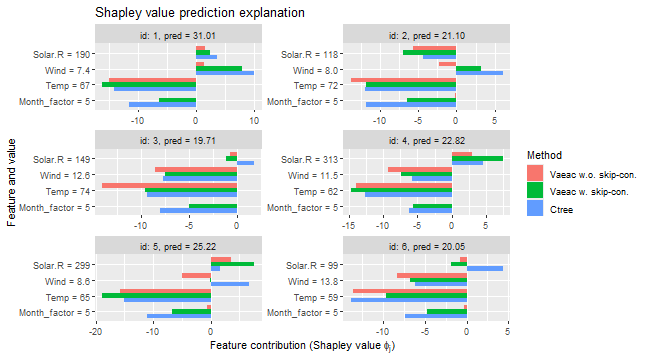 Shapley value prediction explanation
id: 1, pred = 31.01
id: 2, pred = 21.10
Solar.R = 190
Wind = 7.4
Temp = 67
Month_factor = 5
-10 0 10
Solar.R = 118
Wind = 8.0
Temp = 72
Month_factor = 5
-10 -5 0 5
id: 3, pred = 19.71
id: 4, pred = 22.82
Solar.R = 149
Wind = 12.6
Temp = 74
Month_factor = 5
-10 -5 0
Solar.R = 313
Wind = 11.5
Temp = 62
Month_factor = 5
-15 -10 -5 0 5
id: 5, pred = 25.22
id: 6, pred = 20.05
Solar.R = 299
Wind = 8.6
Temp = 65
Month_factor = 5
-20 -10 0
Solar.R = 99
Wind = 13.8
Temp = 59
Month_factor = 5
-10 -5 0 5
Feature and value
Feature contribution (Shapley value ϕj)
Method
Vaeac w.o. skip-con.
Vaeac w. skip-con.
Ctree